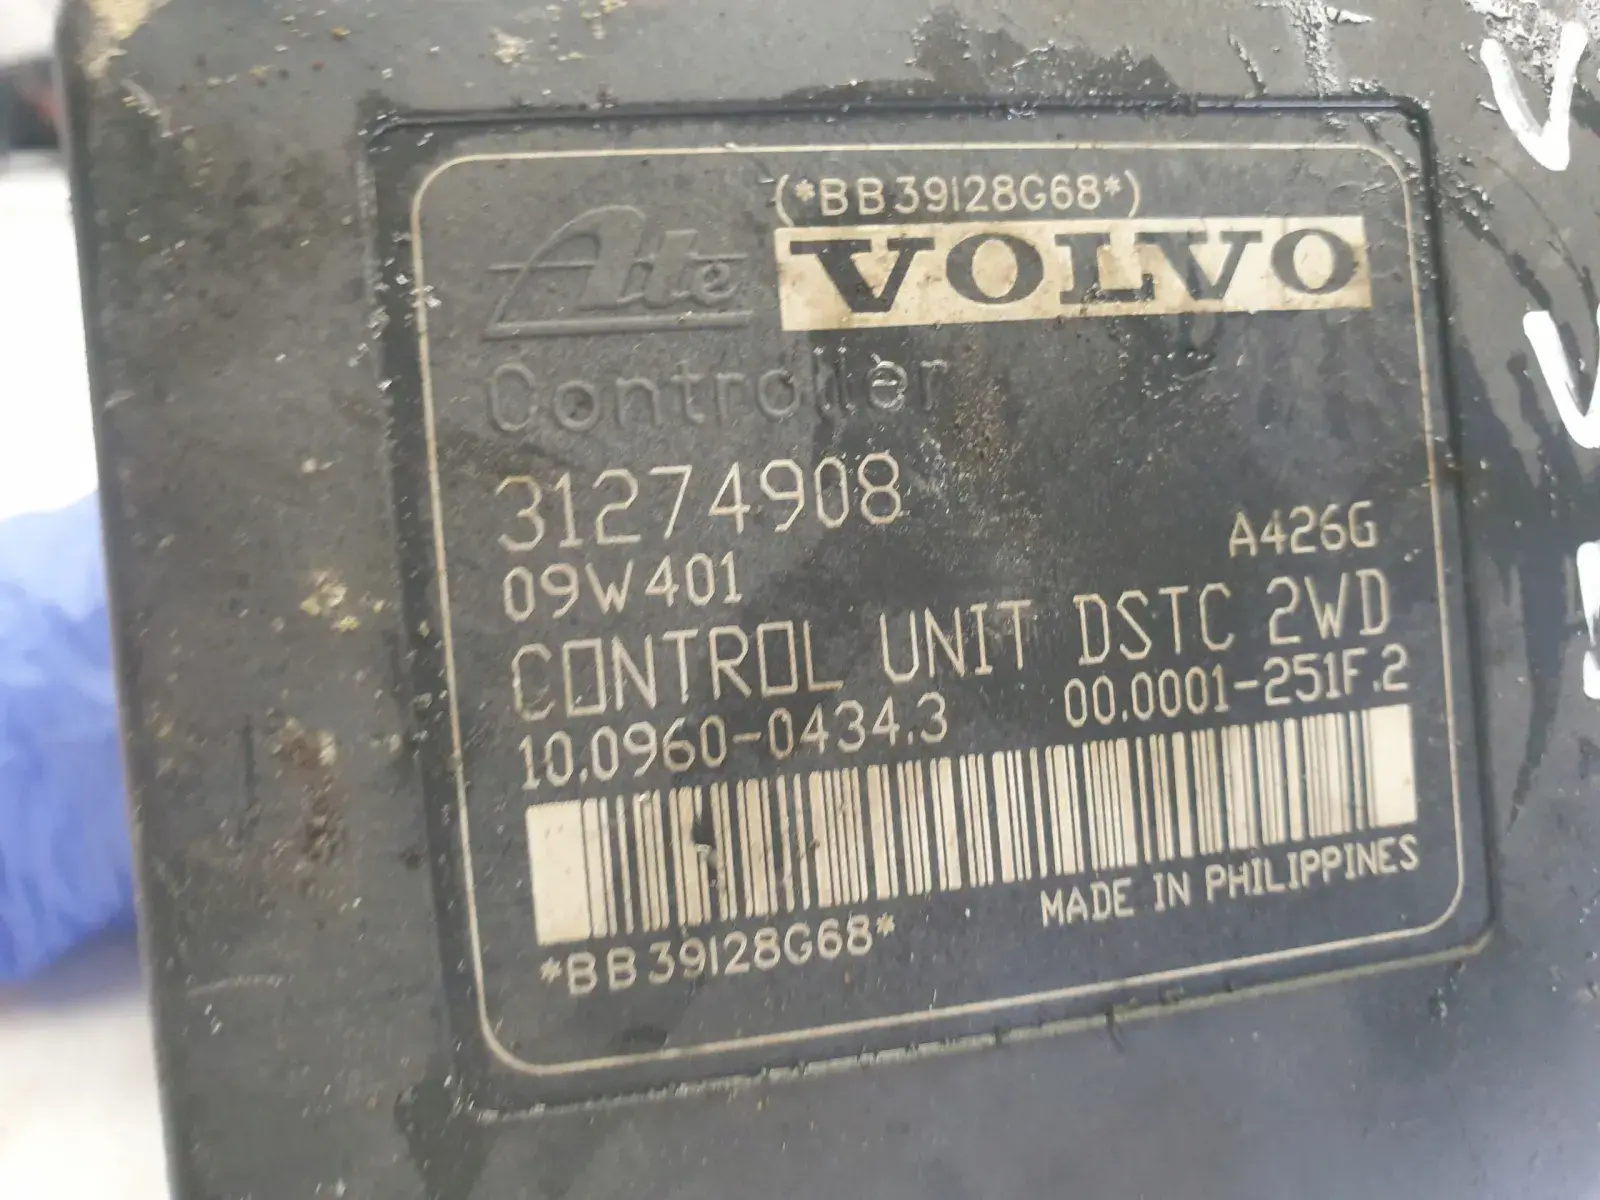 (*BB39128G68*)
Ate VOLVO
Controller
31274908
09W401 A426G
CONTROL UNIT DSTC 2WD
10.0960-0434.3 00.0001-251F.2
MADE IN PHILIPPINES
*BB39128G68*